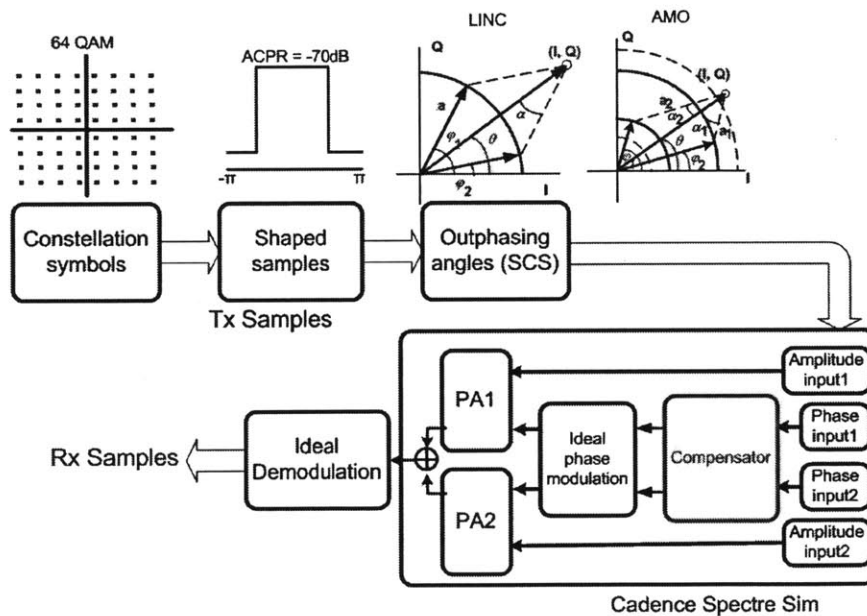 64 QAM
ACPR = -70dB
-π
π
LINC
Q
(I, Q)
a
α
φ1
θ
φ2
I
AMO
Q
(I, Q)
a2
α2
α1
a1
θ
φ2
I
Constellation
symbols
Shaped
samples
Outphasing
angles (SCS)
Tx Samples
Amplitude
input1
PA1
Phase
input1
Ideal
phase
modulation
Compensator
Rx Samples
Ideal
Demodulation
Phase
input2
PA2
Amplitude
input2
Cadence Spectre Sim